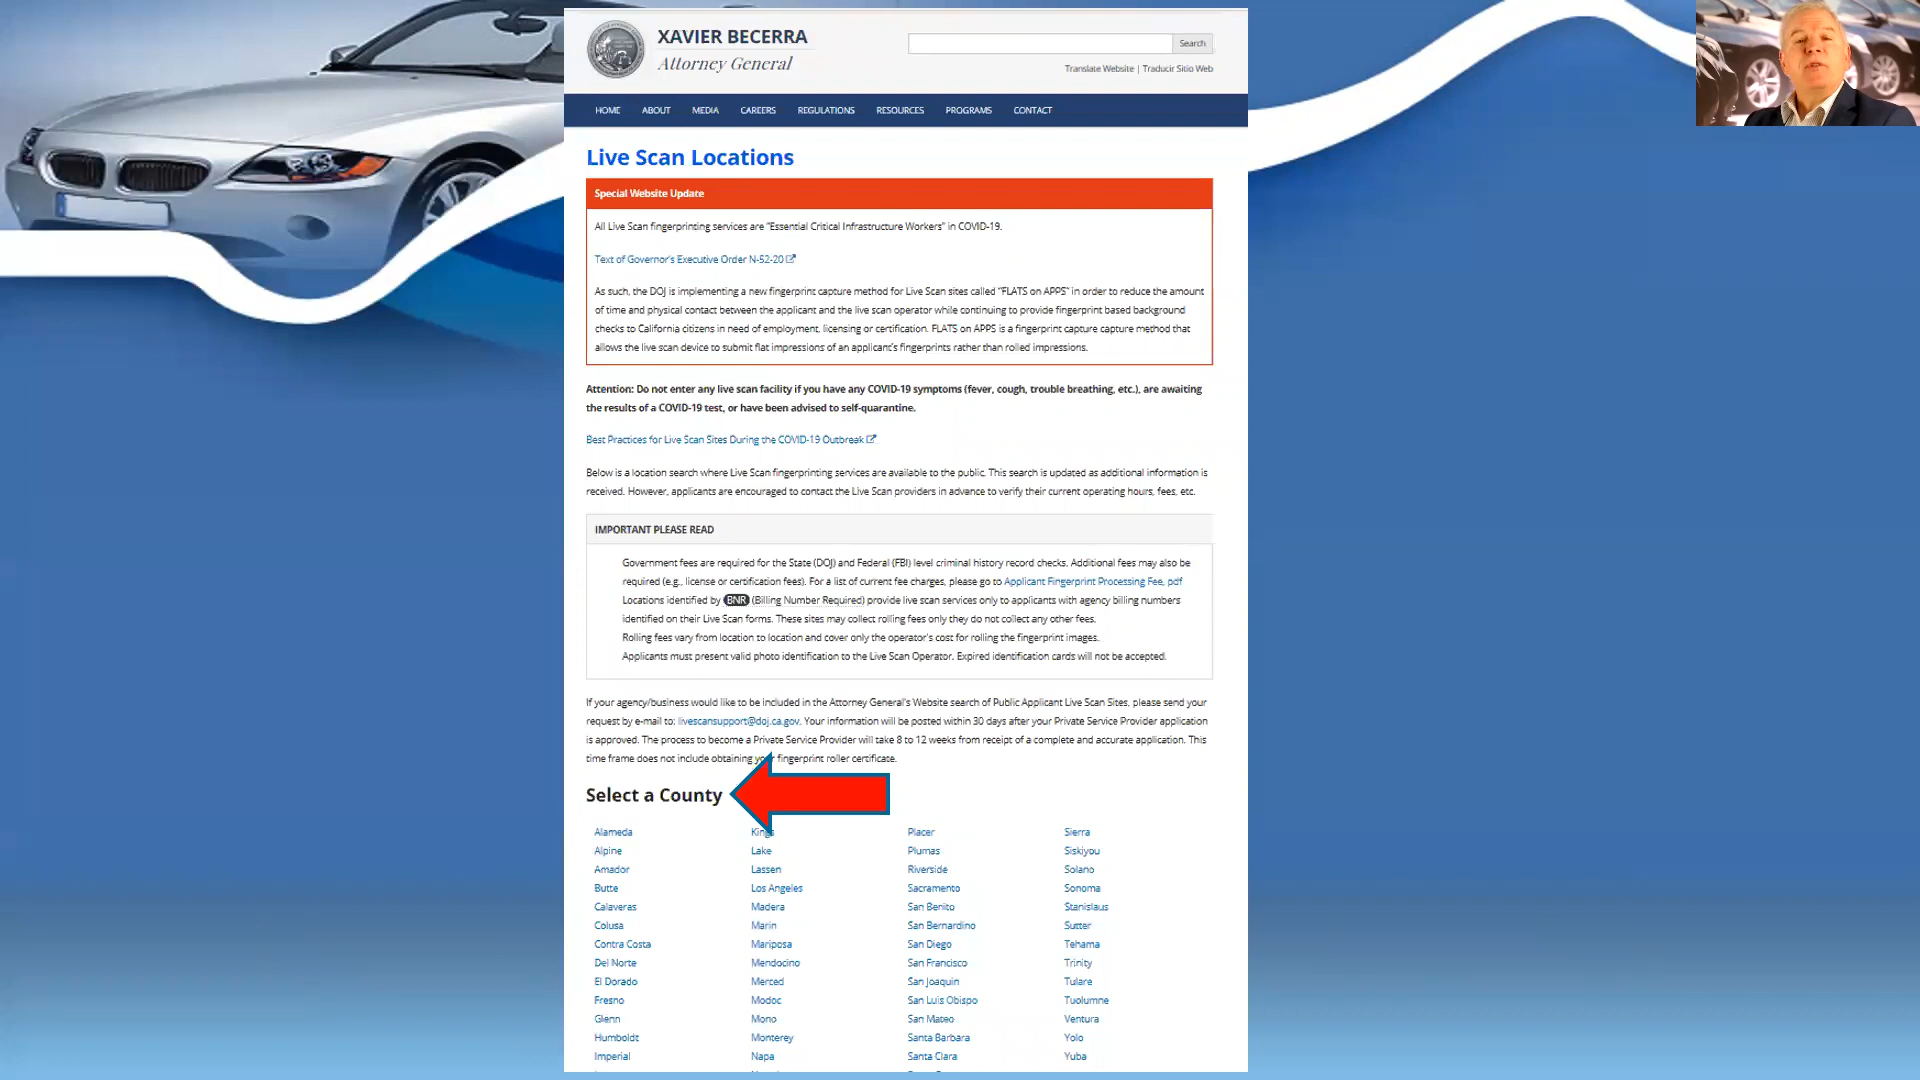 XAVIER BECERRA
Attorney General
Search
Translate Website | Traducir Sitio Web
HOME ABOUT MEDIA CAREERS REGULATIONS RESOURCES PROGRAMS CONTACT
Live Scan Locations
Special Website Update
All Live Scan fingerprinting services are "Essential Critical Infrastructure Workers" in COVID-19.
Text of Governor's Executive Order N-52-20
As such, the DOJ is implementing a new fingerprint capture method for Live Scan sites called "FLATS on APPS" in order to reduce the amount
of time and physical contact between the applicant and the live scan operator while continuing to provide fingerprint based background
checks to California citizens in need of employment, licensing or certification. FLATS on APPS is a fingerprint capture capture method that
allows the live scan device to submit flat impressions of an applicant's fingerprints rather than rolled impressions.
Attention: Do not enter any live scan facility if you have any COVID-19 symptoms (fever, cough, trouble breathing, etc.), are awaiting
the results of a COVID-19 test, or have been advised to self-quarantine.
Best Practices for Live Scan Sites During the COVID-19 Outbreak
Below is a location search where Live Scan fingerprinting services are available to the public. This search is updated as additional information is
received. However, applicants are encouraged to contact the Live Scan providers in advance to verify their current operating hours, fees, etc.
IMPORTANT PLEASE READ
Government fees are required for the State (DOJ) and Federal (FBI) level criminal history record checks. Additional fees may also be
required (e.g., license or certification fees). For a list of current fee charges, please go to Applicant Fingerprint Processing Fee, pdf
Locations identified by BNR (Billing Number Required) provide live scan services only to applicants with agency billing numbers
identified on their Live Scan forms. These sites may collect rolling fees only they do not collect any other fees.
Rolling fees vary from location to location and cover only the operator's cost for rolling the fingerprint images.
Applicants must present valid photo identification to the Live Scan Operator. Expired identification cards will not be accepted.
If your agency/business would like to be included in the Attorney General's Website search of Public Applicant Live Scan Sites, please send your
request by e-mail to: livescansupport@doj.ca.gov. Your information will be posted within 30 days after your Private Service Provider application
is approved. The process to become a Private Service Provider will take 8 to 12 weeks from receipt of a complete and accurate application. This
time frame does not include obtaining your fingerprint roller certificate.
Select a County
Alameda Kings Placer Sierra
Alpine Lake Plumas Siskiyou
Amador Lassen Riverside Solano
Butte Los Angeles Sacramento Sonoma
Calaveras Madera San Benito Stanislaus
Colusa Marin San Bernardino Sutter
Contra Costa Mariposa San Diego Tehama
Del Norte Mendocino San Francisco Trinity
El Dorado Merced San Joaquin Tulare
Fresno Modoc San Luis Obispo Tuolumne
Glenn Mono San Mateo Ventura
Humboldt Monterey Santa Barbara Yolo
Imperial Napa Santa Clara Yuba